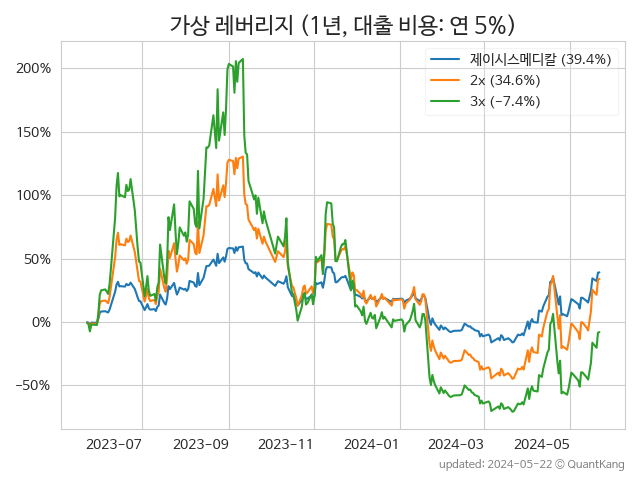 가상 레버리지 (1년, 대출 비용: 연 5%)
제이시스메디칼 (39.4%)
2x (34.6%)
3x (−7.4%)
200%
150%
100%
50%
0%
−50%
2023-07
2023-09
2023-11
2024-01
2024-03
2024-05
updated: 2024-05-22 © QuantKang